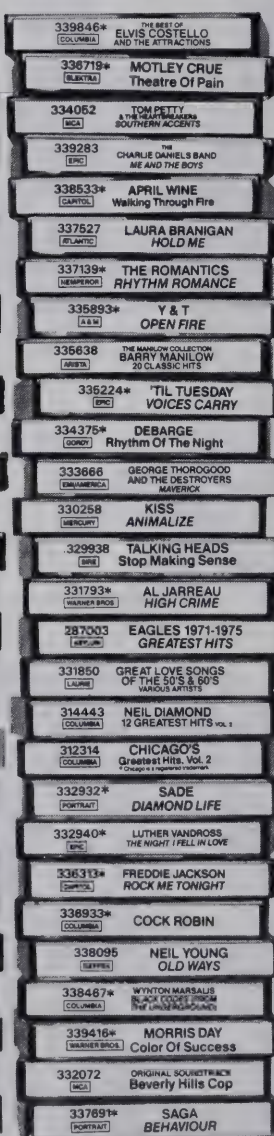 339846*
COLUMBIA
THE BEST OF
ELVIS COSTELLO
AND THE ATTRACTIONS
336719*
ELEKTRA
MOTLEY CRUE
Theatre Of Pain
334052
MCA
TOM PETTY
& THE HEARTBREAKERS
SOUTHERN ACCENTS
339283
EPIC
THE
CHARLIE DANIELS BAND
ME AND THE BOYS
338533*
CAPITOL
APRIL WINE
Walking Through Fire
337527
ATLANTIC
LAURA BRANIGAN
HOLD ME
337139*
NEMPEROR
THE ROMANTICS
RHYTHM ROMANCE
335893*
A&M
Y & T
OPEN FIRE
335638
ARISTA
THE MANILOW COLLECTION
BARRY MANILOW
20 CLASSIC HITS
335224*
EPIC
'TIL TUESDAY
VOICES CARRY
334375*
GORDY
DEBARGE
Rhythm Of The Night
333666
EMI/AMERICA
GEORGE THOROGOOD
AND THE DESTROYERS
MAVERICK
330258
MERCURY
KISS
ANIMALIZE
329938
SIRE
TALKING HEADS
Stop Making Sense
331793*
WARNER BROS.
AL JARREAU
HIGH CRIME
287003
ASYLUM
EAGLES 1971-1975
GREATEST HITS
331850
LAURIE
GREAT LOVE SONGS
OF THE 50'S & 60'S
VARIOUS ARTISTS
314443
COLUMBIA
NEIL DIAMOND
12 GREATEST HITS VOL. 2
312314
COLUMBIA
CHICAGO'S
Greatest Hits, Vol. 2
* Chicago is a registered trademark
332932*
PORTRAIT
SADE
DIAMOND LIFE
332940*
EPIC
LUTHER VANDROSS
THE NIGHT I FELL IN LOVE
336313*
CAPITOL
FREDDIE JACKSON
ROCK ME TONIGHT
336933*
COLUMBIA
COCK ROBIN
338095
GEFFEN
NEIL YOUNG
OLD WAYS
338467*
COLUMBIA
WYNTON MARSALIS
BLACK CODES (FROM
THE UNDERGROUND)
339416*
WARNER BROS.
MORRIS DAY
Color Of Success
332072
MCA
ORIGINAL SOUNDTRACK
Beverly Hills Cop
337691*
PORTRAIT
SAGA
BEHAVIOUR